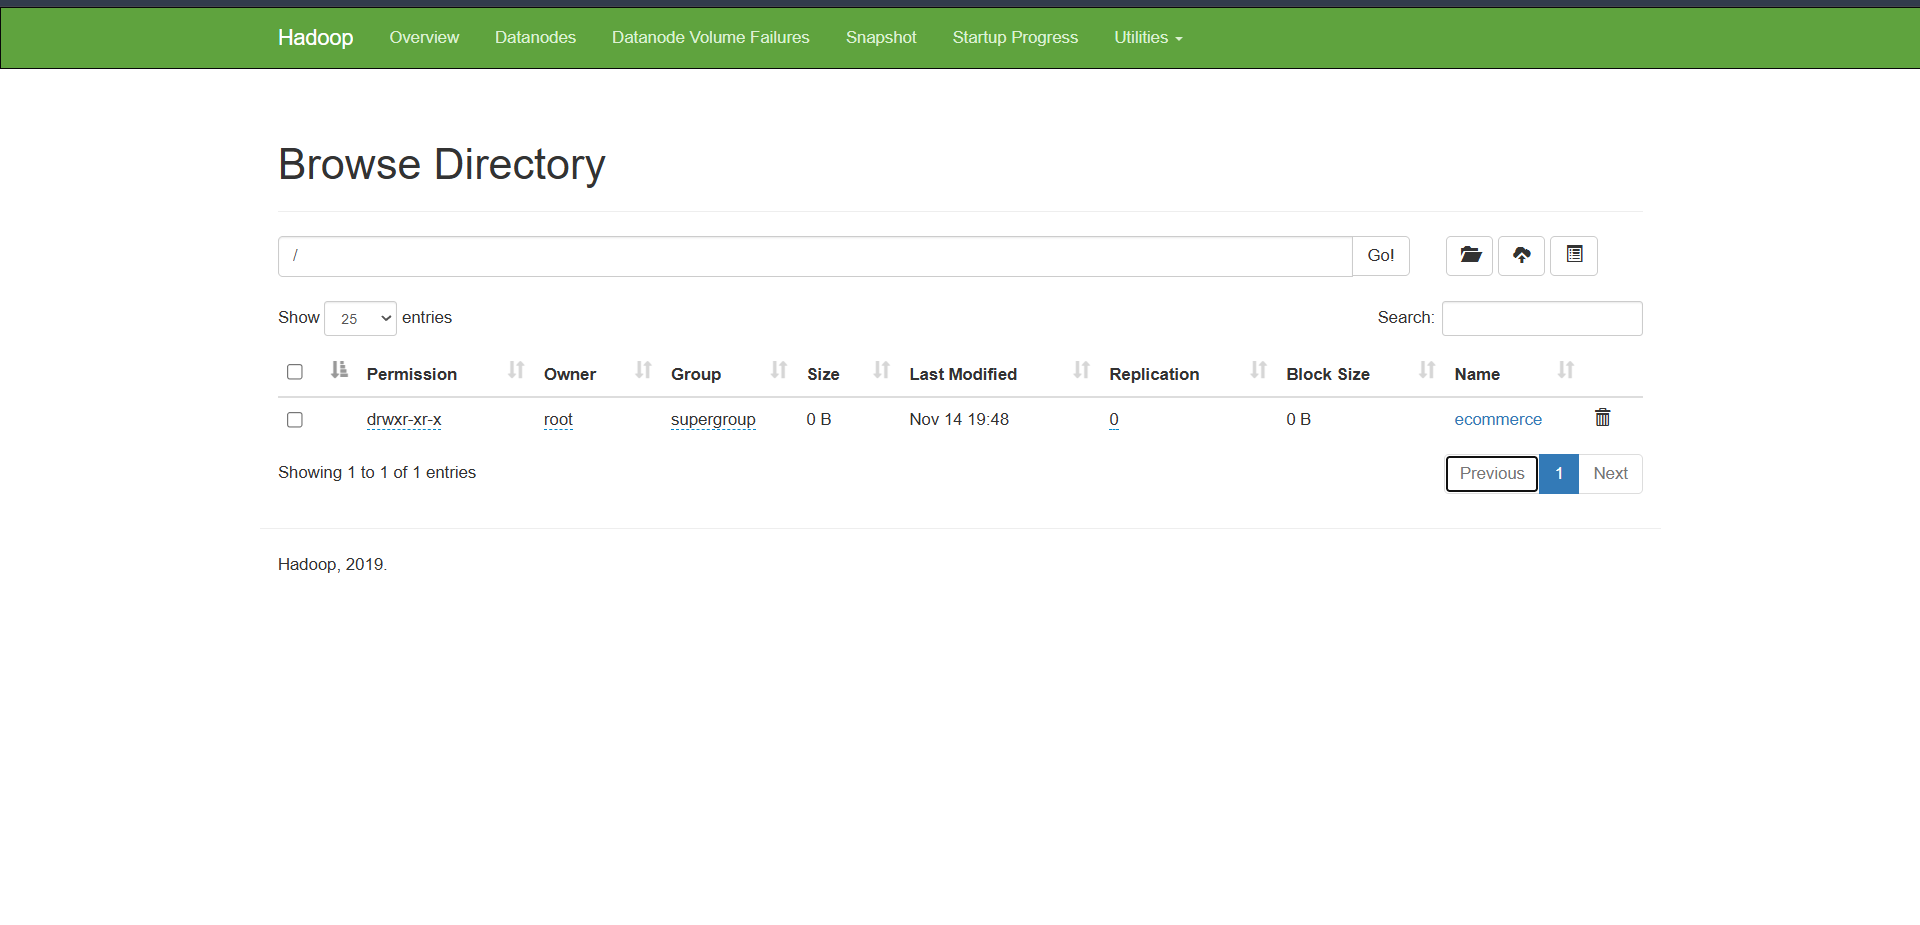 Hadoop Overview Datanodes Datanode Volume Failures Snapshot Startup Progress Utilities
Browse Directory
/ Go!
Show 25 entries Search:
Permission Owner Group Size Last Modified Replication Block Size Name
drwxr-xr-x root supergroup 0 B Nov 14 19:48 0 0 B ecommerce
Showing 1 to 1 of 1 entries Previous 1 Next
Hadoop, 2019.